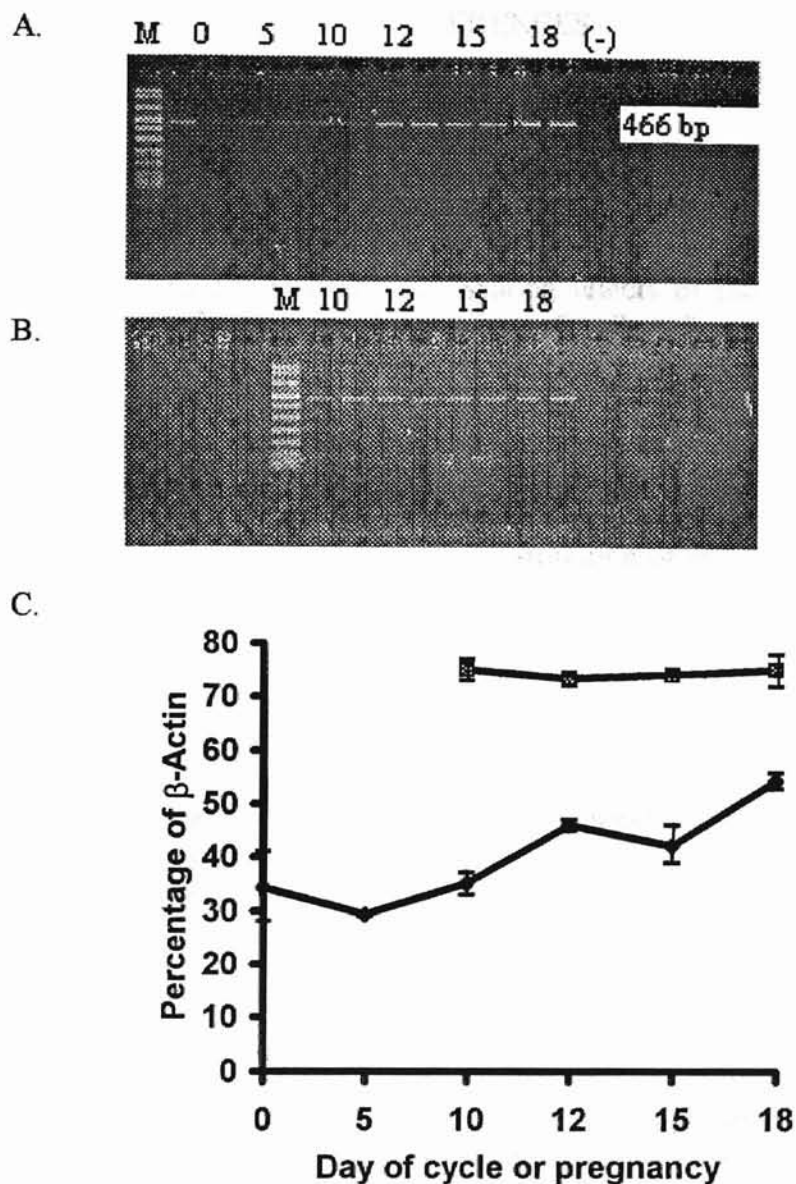 A.
M 0 5 10 12 15 18 (-)
466 bp
B.
M 10 12 15 18
C.
Percentage of β-Actin
80
70
60
50
40
30
20
10
0
0 5 10 12 15 18
Day of cycle or pregnancy